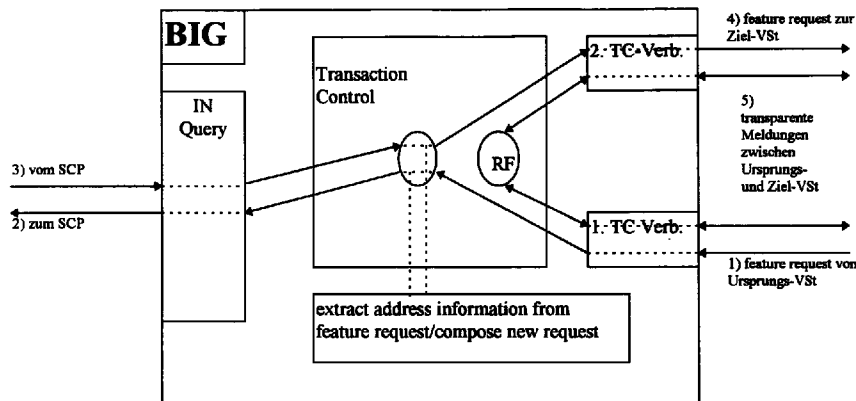 BIG
4) feature request zur
Ziel-VSt
2. TC-Verb.
Transaction
Control
IN
Query
5)
transparente
Meldungen
zwischen
Ursprungs-
und Ziel-VSt
RF
3) vom SCP
2) zum SCP
1. TC-Verb.
1) feature request von
Ursprungs-VSt
extract address information from
feature request/compose new request